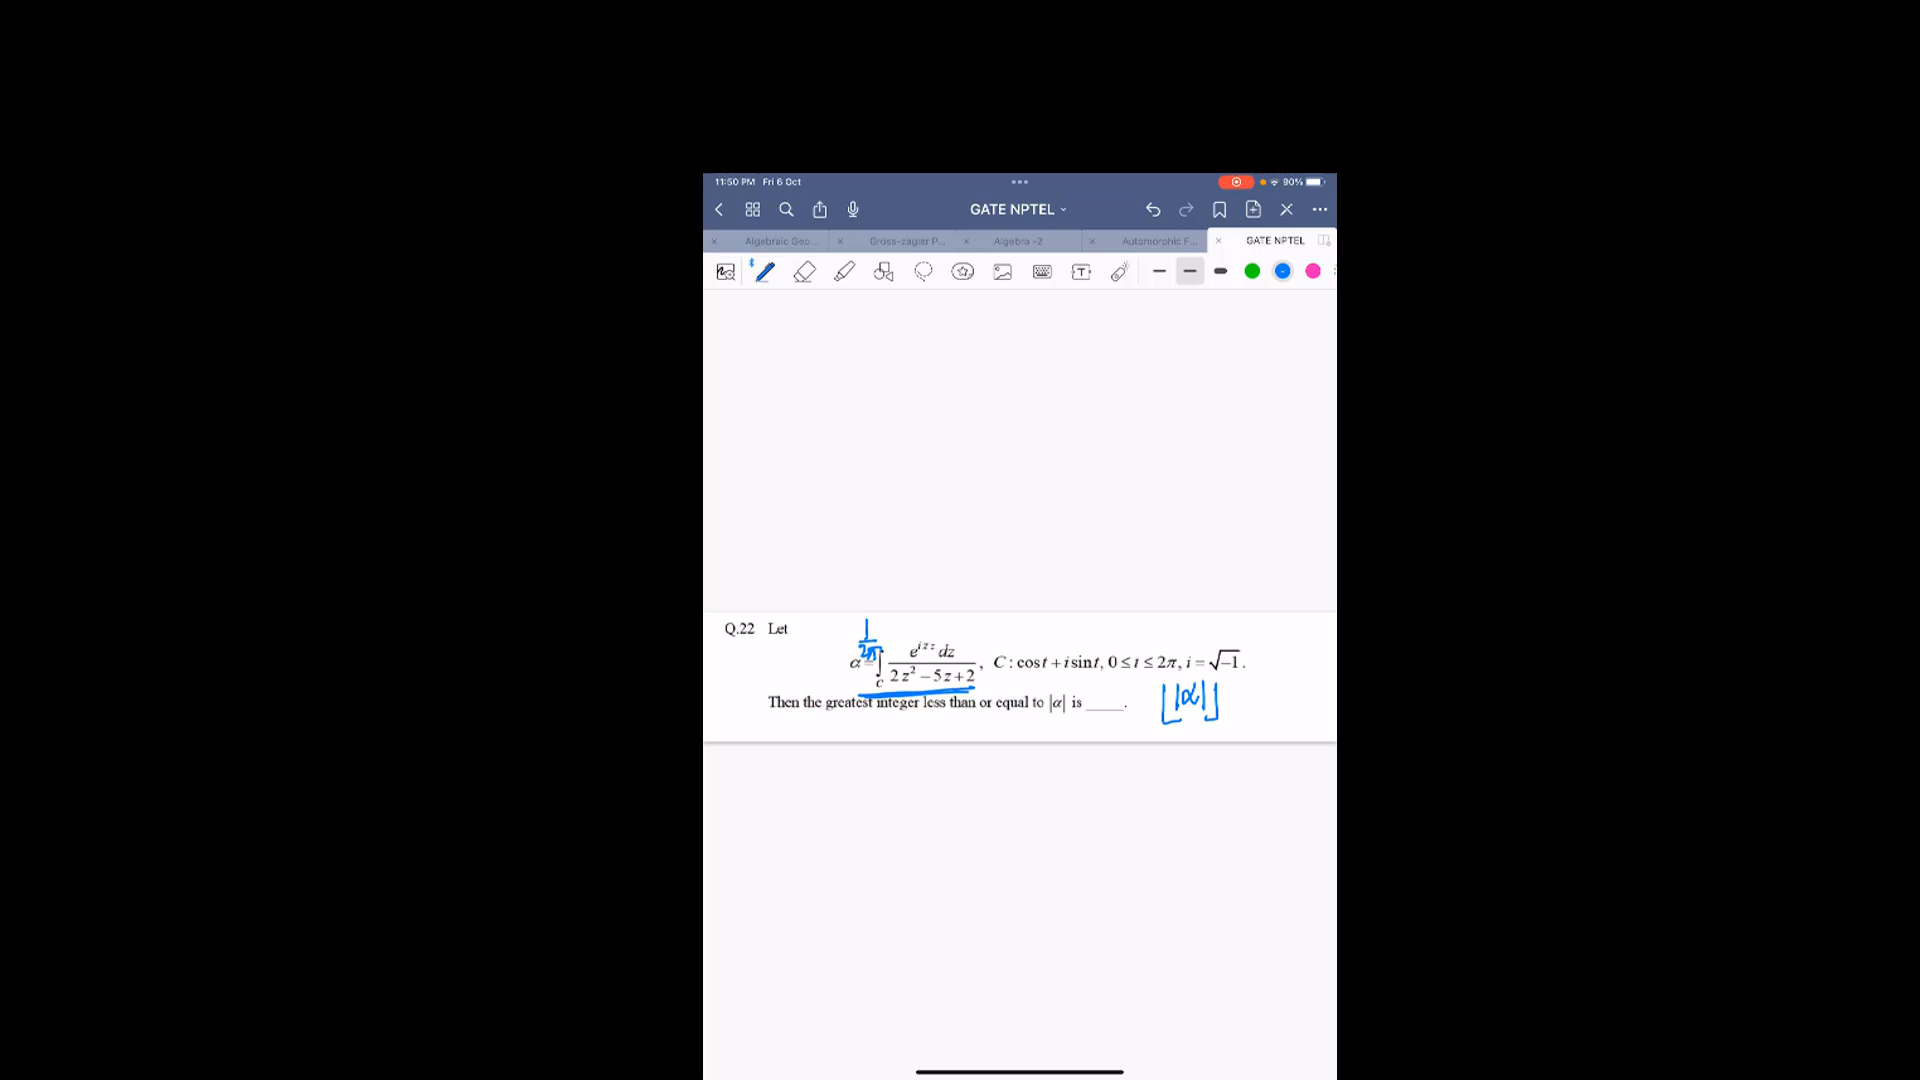 11:50 PM Fri 6 Oct
90%
GATE NPTEL
Algebraic Geo...
Gross-zagier P...
Algebra -2
Automorphic F...
GATE NPTEL
Q.22 Let
1/2π
α = ∫_C e^{iπz} dz / (2z² − 5z + 2), C : cos t + i sin t, 0 ≤ t ≤ 2π, i = √−1 .
Then the greatest integer less than or equal to |α| is _____.
⌊|α|⌋